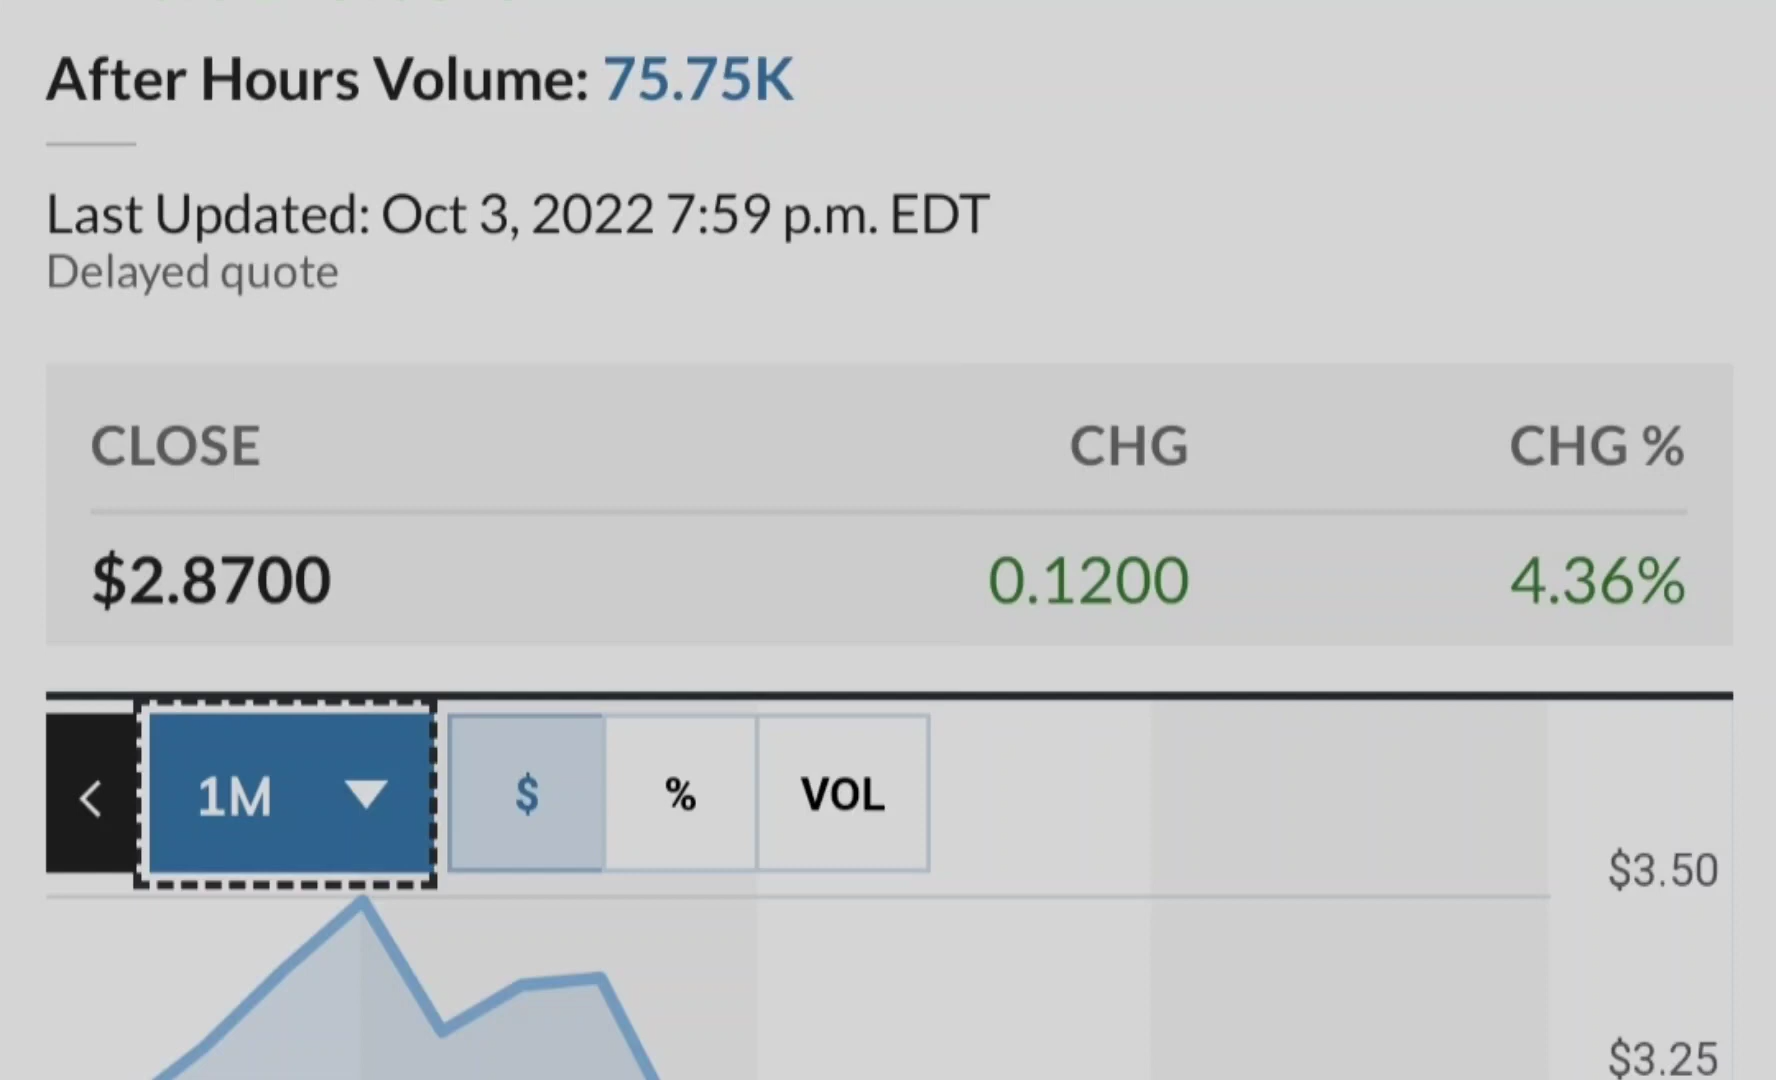 After Hours Volume: 75.75K
Last Updated: Oct 3, 2022 7:59 p.m. EDT
Delayed quote
CLOSE CHG CHG %
$2.8700 0.1200 4.36%
1M $ % VOL
$3.50
$3.25